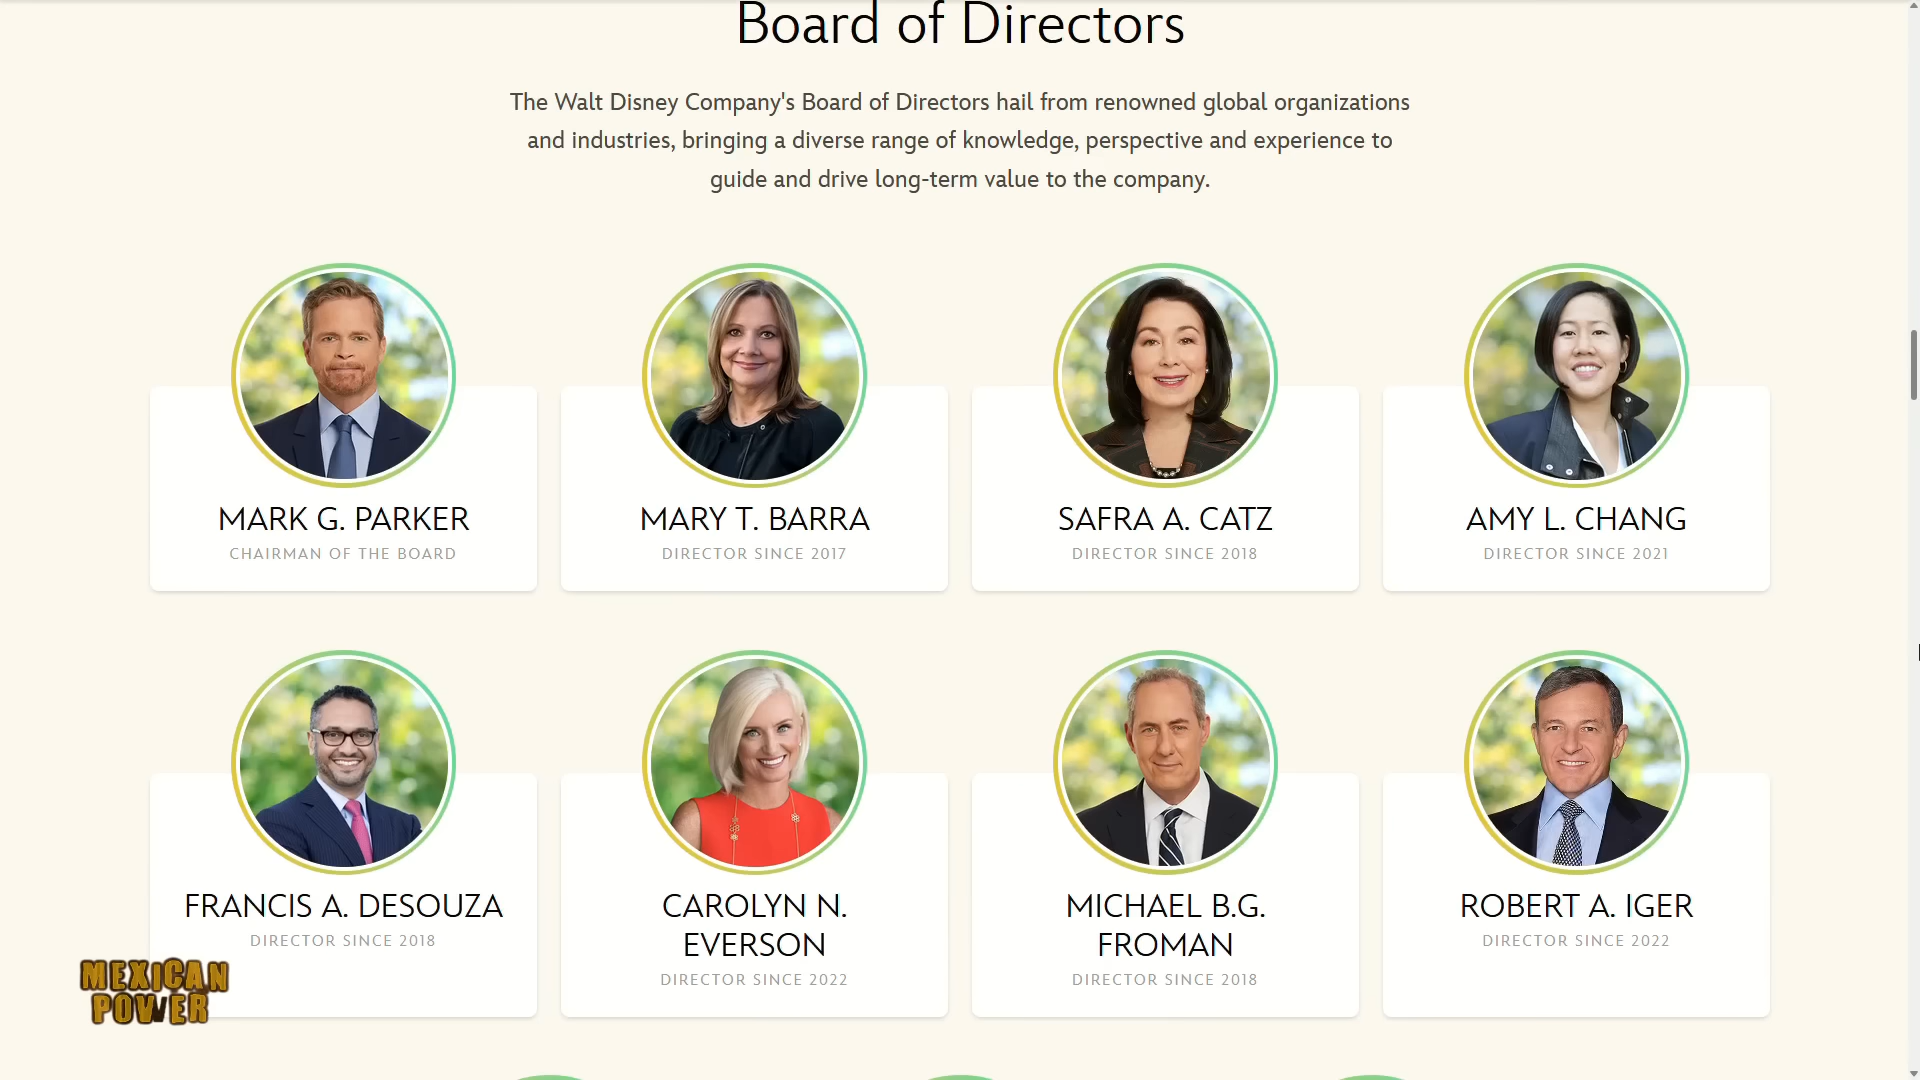 Board of Directors
The Walt Disney Company's Board of Directors hail from renowned global organizations
and industries, bringing a diverse range of knowledge, perspective and experience to
guide and drive long-term value to the company.
MARK G. PARKER
CHAIRMAN OF THE BOARD
MARY T. BARRA
DIRECTOR SINCE 2017
SAFRA A. CATZ
DIRECTOR SINCE 2018
AMY L. CHANG
DIRECTOR SINCE 2021
FRANCIS A. DESOUZA
DIRECTOR SINCE 2018
CAROLYN N.
EVERSON
DIRECTOR SINCE 2022
MICHAEL B.G.
FROMAN
DIRECTOR SINCE 2018
ROBERT A. IGER
DIRECTOR SINCE 2022
MEXICAN
POWER